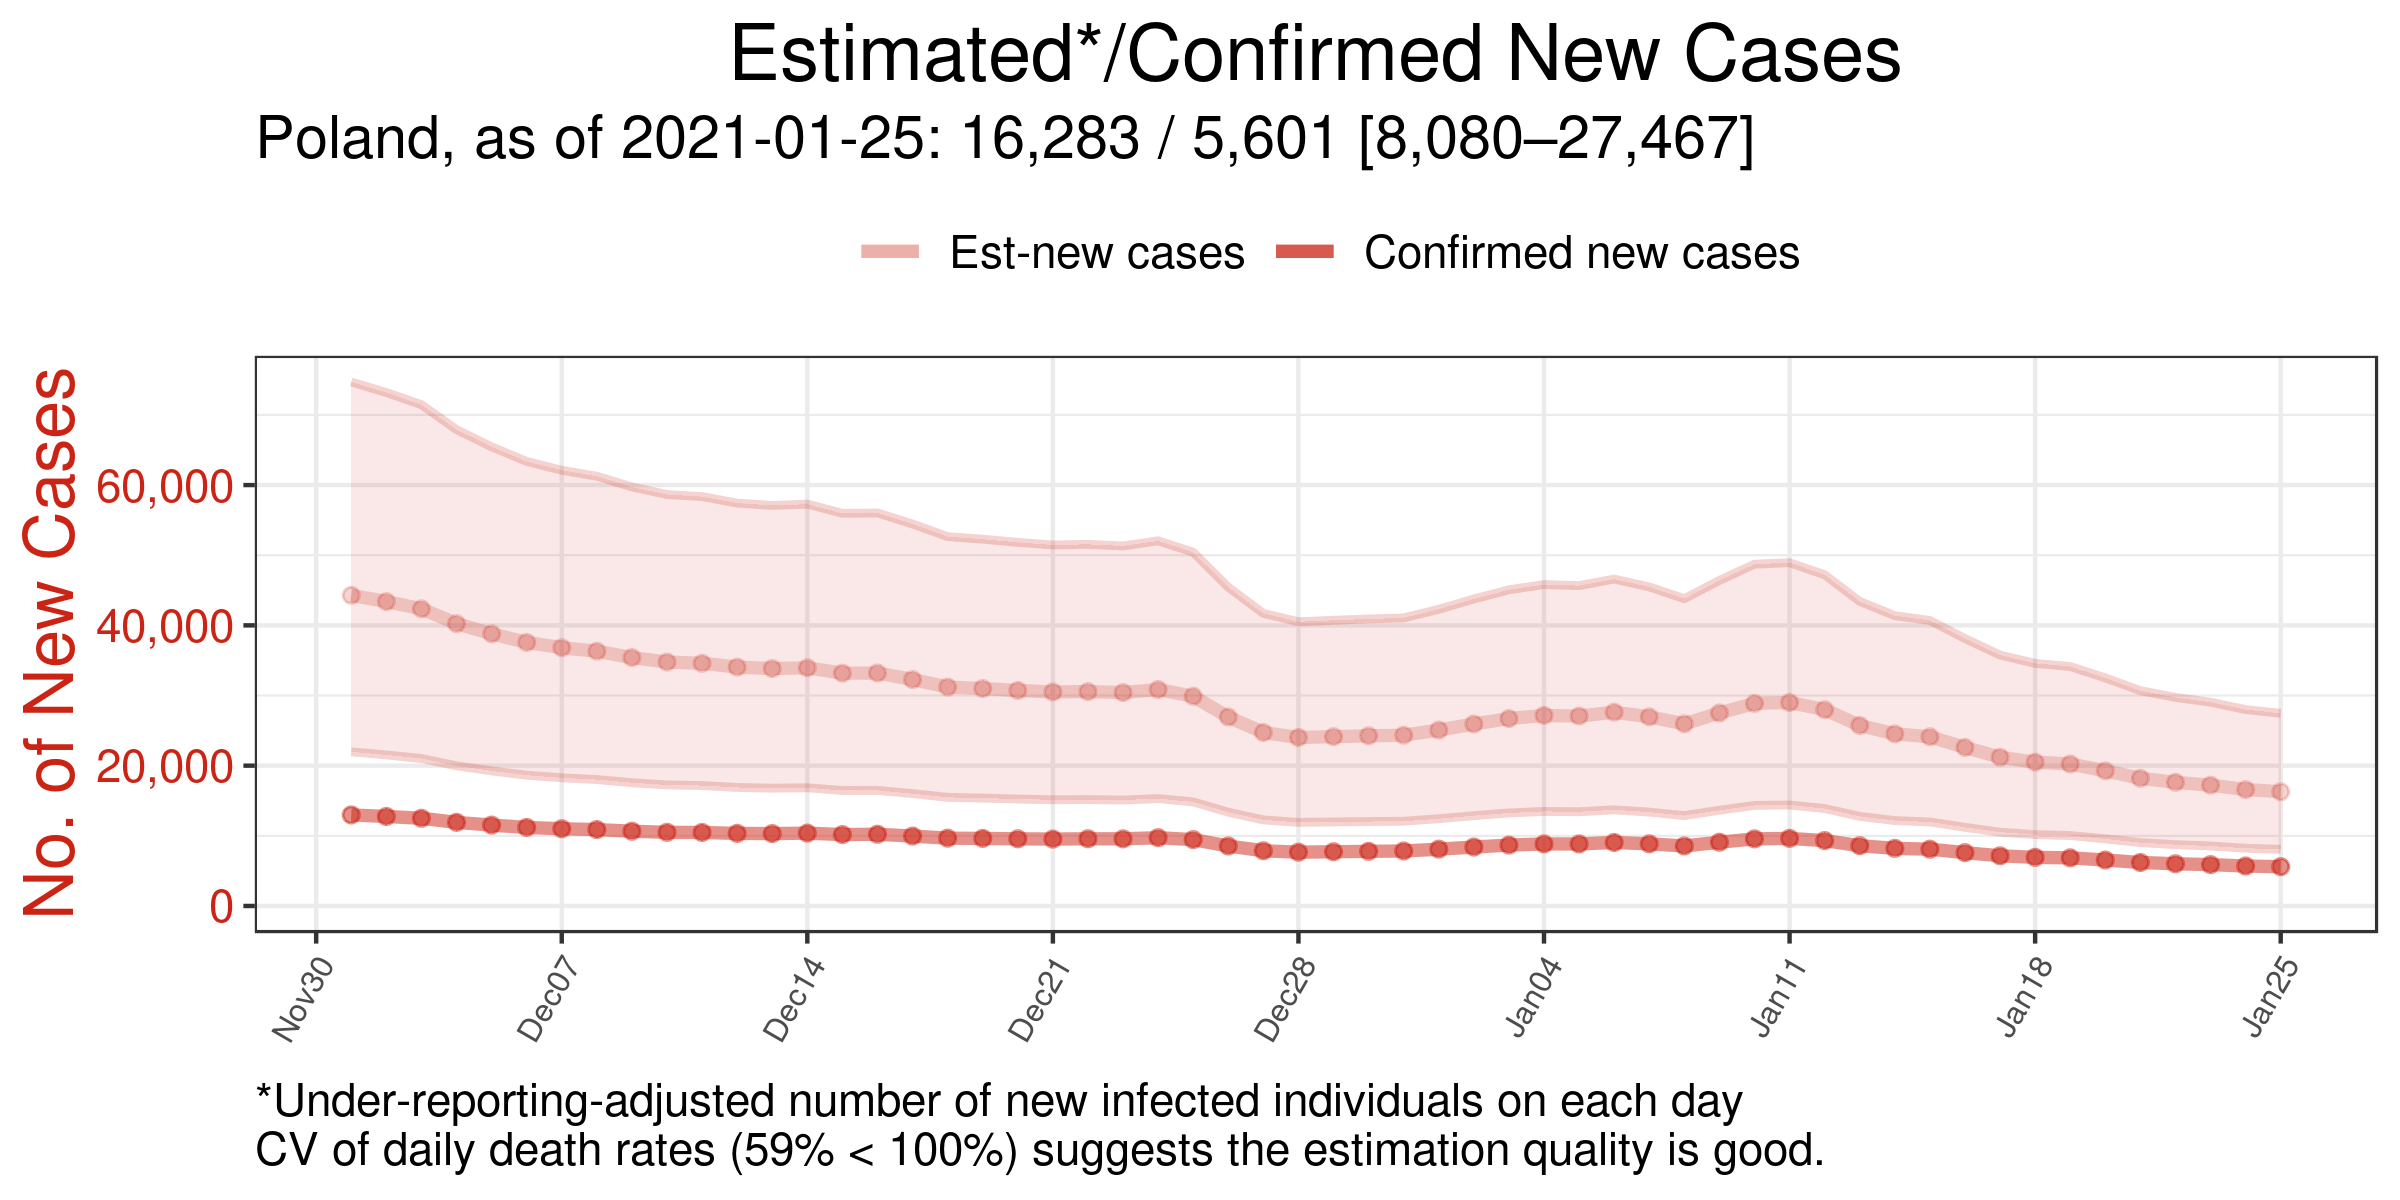 Estimated*/Confirmed New Cases
Poland, as of 2021-01-25: 16,283 / 5,601 [8,080–27,467]
Est-new cases
Confirmed new cases
No. of New Cases
60,000
40,000
20,000
0
Nov30
Dec07
Dec14
Dec21
Dec28
Jan04
Jan11
Jan18
Jan25
*Under-reporting-adjusted number of new infected individuals on each day
CV of daily death rates (59% < 100%) suggests the estimation quality is good.